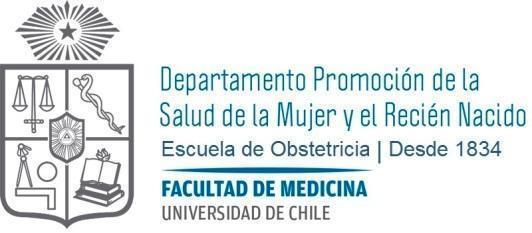 Departamento Promoción de la
Salud de la Mujer y el Recién Nacido
Escuela de Obstetricia | Desde 1834
FACULTAD DE MEDICINA
UNIVERSIDAD DE CHILE